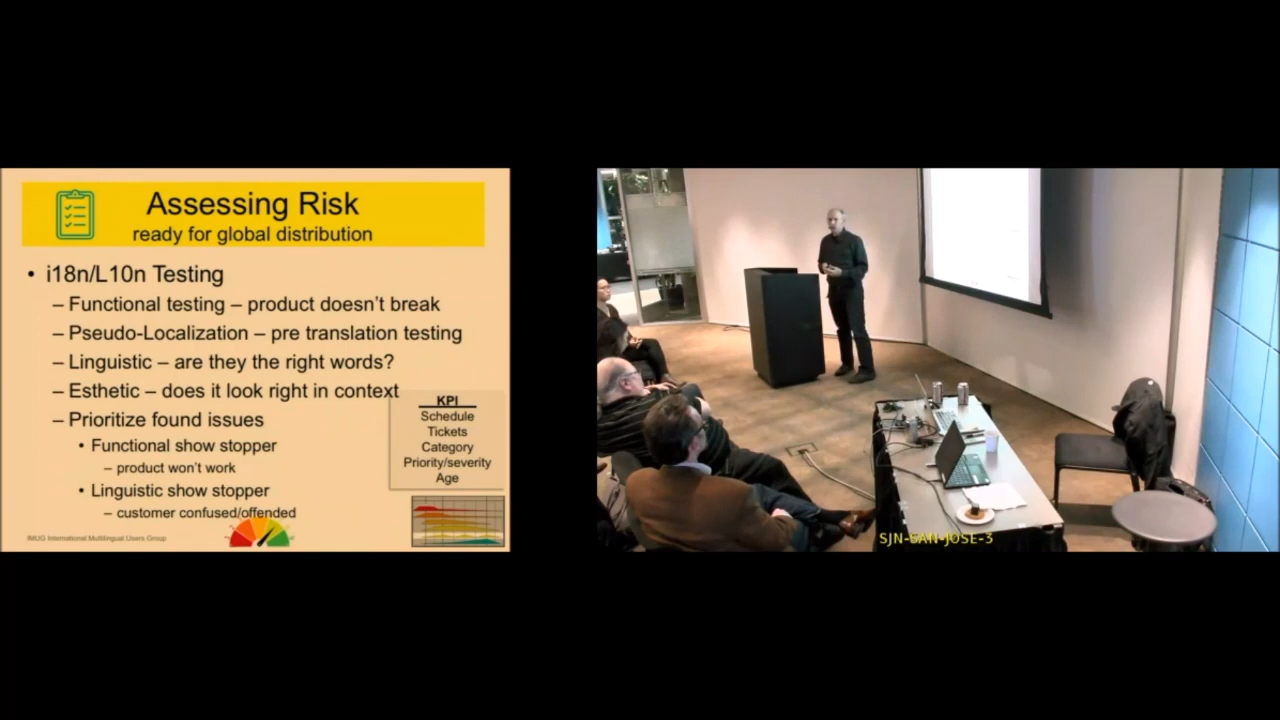 Assessing Risk
ready for global distribution
• i18n/L10n Testing
– Functional testing – product doesn't break
– Pseudo-Localization – pre translation testing
– Linguistic – are they the right words?
– Esthetic – does it look right in context
– Prioritize found issues
• Functional show stopper
– product won't work
• Linguistic show stopper
– customer confused/offended
KPI
Schedule
Tickets
Category
Priority/severity
Age
IMUG International Multilingual Users Group
SJN-SAN-JOSE-3